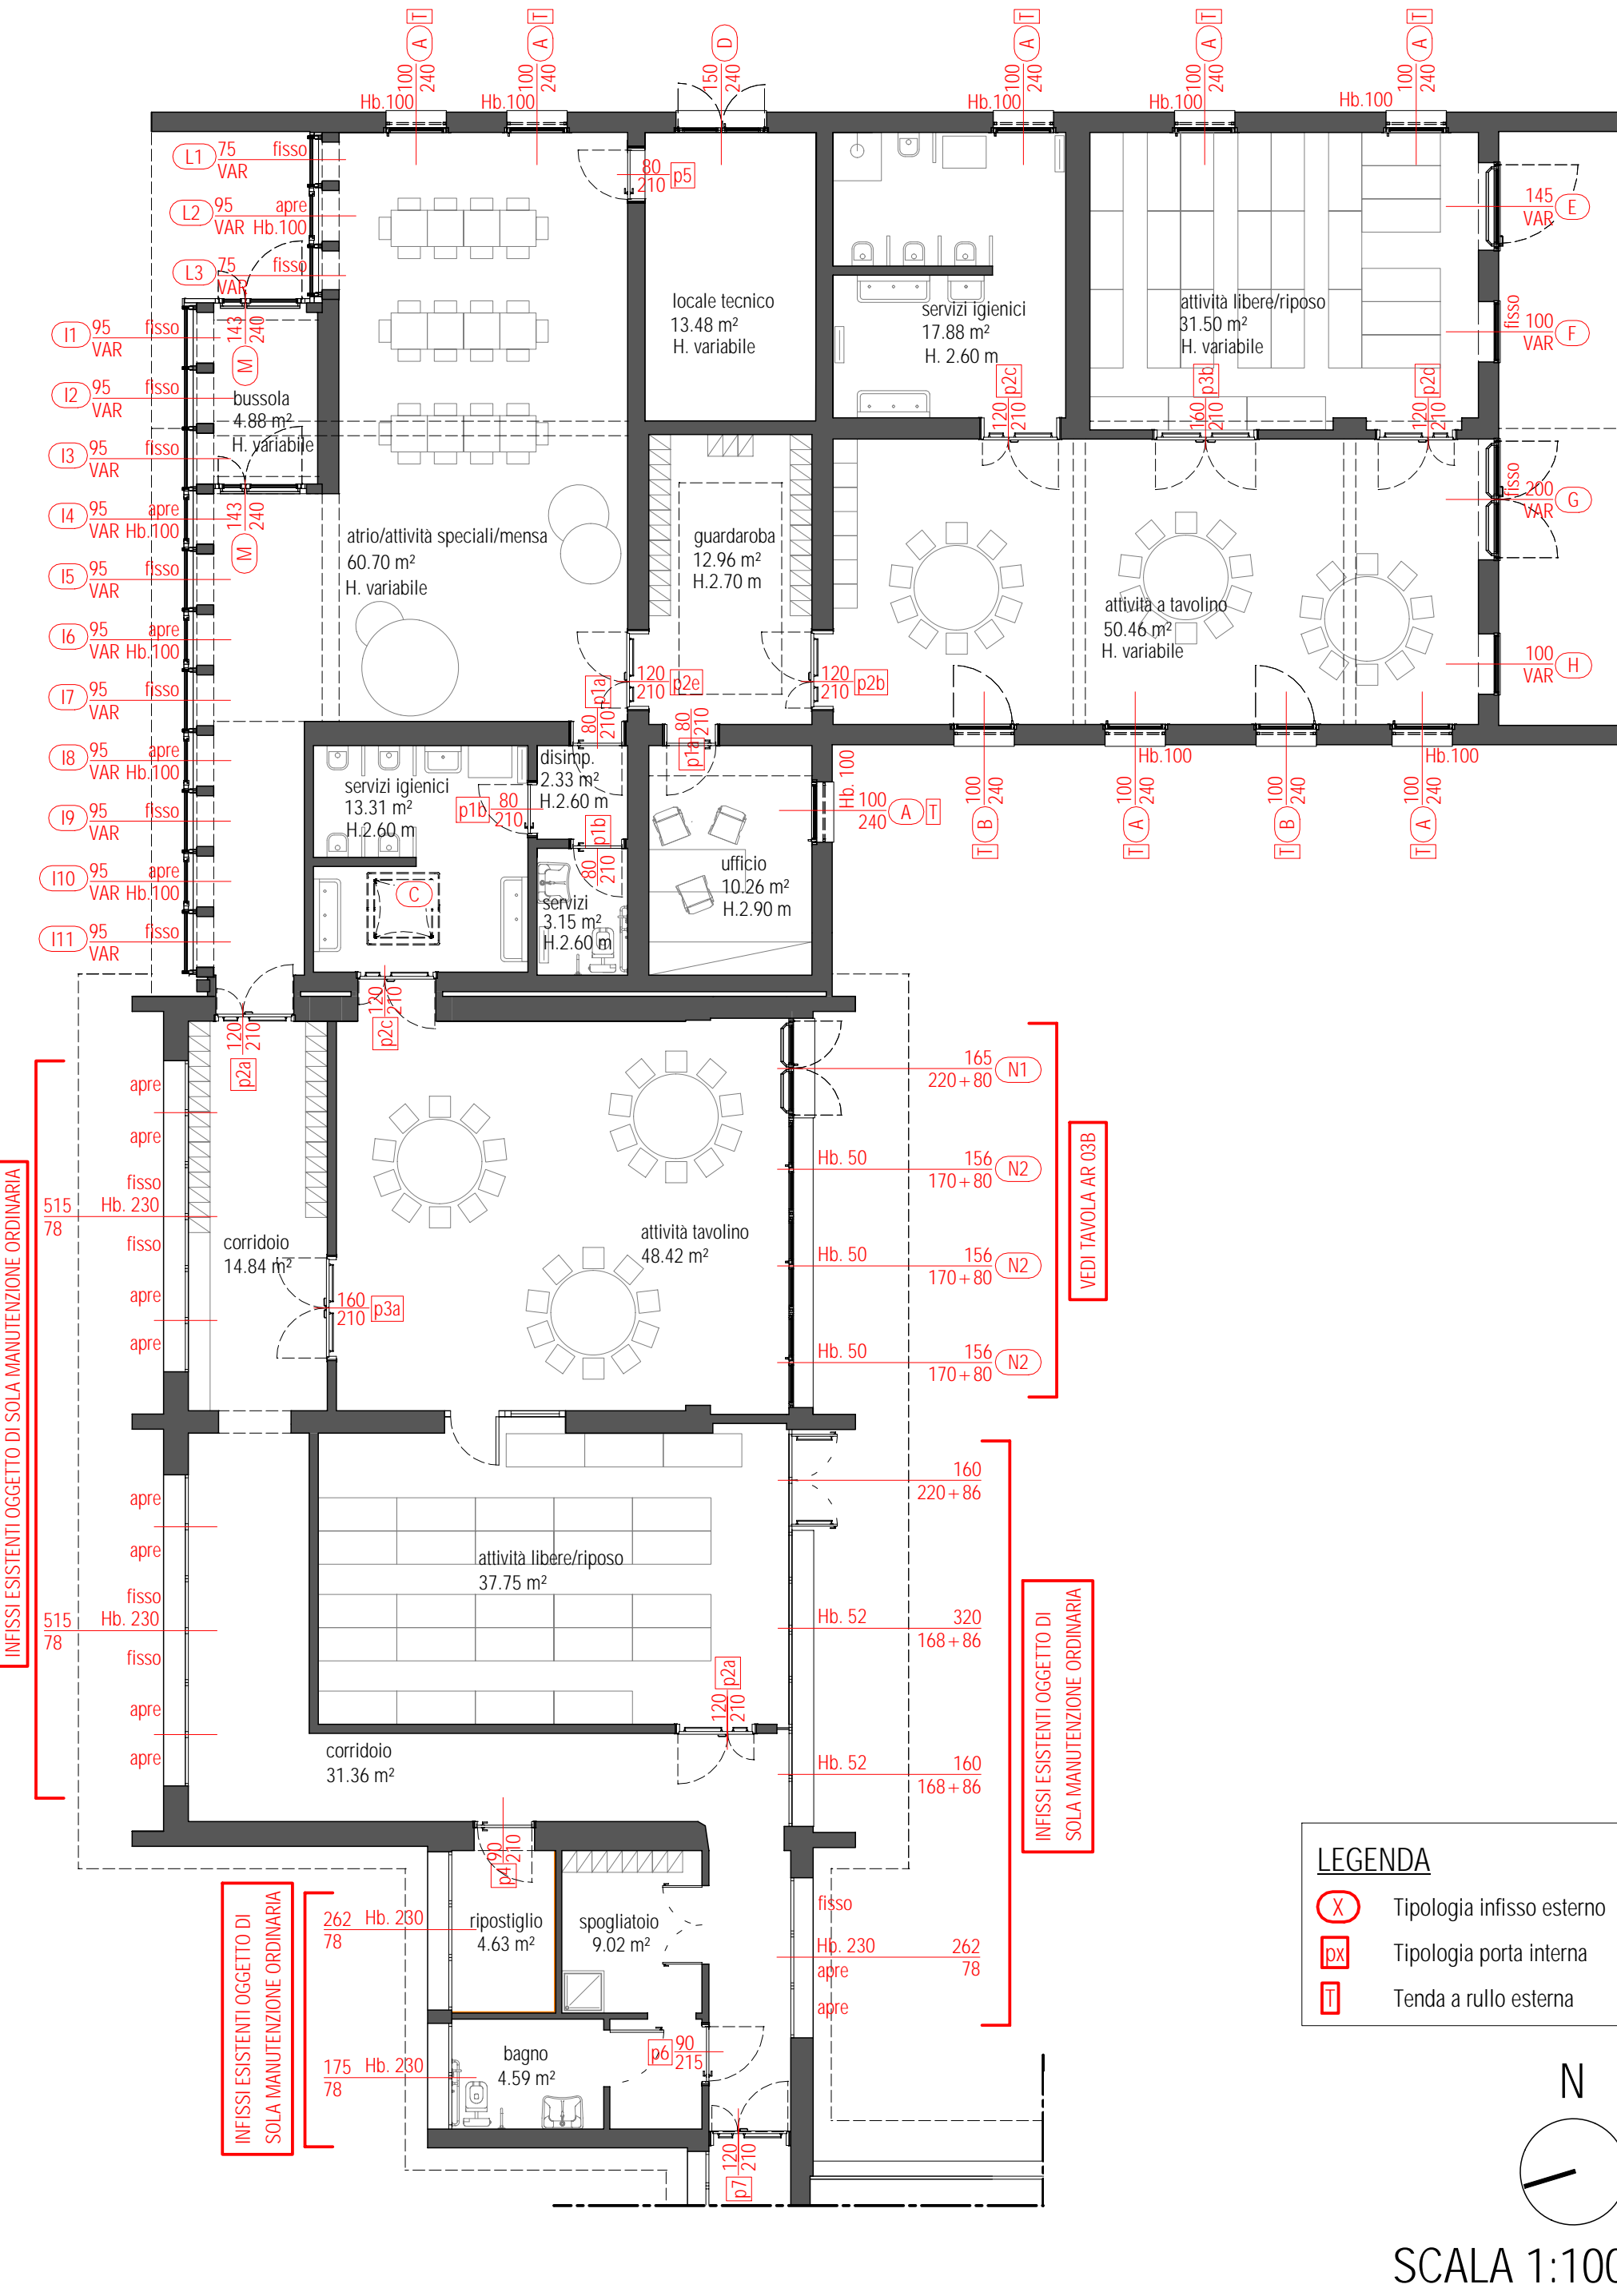 T T T T T
A A D A A A
100 240 100 240 150 240 100 240 100 240 100 240
Hb.100 Hb.100 Hb.100 Hb.100 Hb.100
L1 75 fisso
VAR
L2 95 apre
VAR Hb.100
L3 75 fisso
VAR
80
210 p5
145
VAR E
locale tecnico
13.48 m²
H. variabile
servizi igienici
17.88 m²
H. 2.60 m
attività libere/riposo
31.50 m²
H. variabile
fisso
100
VAR F
I1 95 fisso
VAR
143 240
M
I2 95 fisso
VAR
bussola
4.88 m²
H. variabile
p2c
120 210
p3b
160 210
p2d
120 210
I3 95 fisso
VAR
143 240
M
I4 95 apre
VAR Hb.100
fisso
200
VAR G
atrio/attività speciali/mensa
60.70 m²
H. variabile
guardaroba
12.96 m²
H.2.70 m
I5 95 fisso
VAR
attività a tavolino
50.46 m²
H. variabile
I6 95 apre
VAR Hb.100
100
VAR H
I7 95 fisso
VAR
p1a
80 210
120
210 p2e
p1a
80 210
120
210 p2b
I8 95 apre
VAR Hb.100
disimp.
2.33 m²
H.2.60 m
servizi igienici
13.31 m²
H.2.60 m
p1b 80
210
Hb. 100
100
240 A T
Hb.100 Hb.100
100 240 100 240 100 240 100 240
B A B A
T T T T
I9 95 fisso
VAR
p1b
80 210
I10 95 apre
VAR Hb.100
C
servizi
3.15 m²
H.2.60 m
ufficio
10.26 m²
H.2.90 m
I11 95 fisso
VAR
120 210
p2a
120 210
p2c
165
220+80 N1
apre
apre
fisso
515 Hb. 230
78
fisso
apre
apre
INFISSI ESISTENTI OGGETTO DI SOLA MANUTENZIONE ORDINARIA
corridoio
14.84 m²
160
210 p3a
attività tavolino
48.42 m²
Hb. 50 156
170+80 N2
Hb. 50 156
170+80 N2
Hb. 50 156
170+80 N2
VEDI TAVOLA AR 03B
apre
apre
fisso
515 Hb. 230
78
fisso
apre
apre
attività libere/riposo
37.75 m²
160
220+86
Hb. 52 320
168+86
p2a
120 210
Hb. 52 160
168+86
INFISSI ESISTENTI OGGETTO DI
SOLA MANUTENZIONE ORDINARIA
corridoio
31.36 m²
90 210
p4
INFISSI ESISTENTI OGGETTO DI
SOLA MANUTENZIONE ORDINARIA
262 Hb. 230
78
ripostiglio
4.63 m²
spogliatoio
9.02 m²
fisso
Hb. 230 262
apre 78
apre
175 Hb. 230
78
bagno
4.59 m²
p6 90
215
120 210
p7
LEGENDA
X Tipologia infisso esterno
px Tipologia porta interna
T Tenda a rullo esterna
N
SCALA 1:100